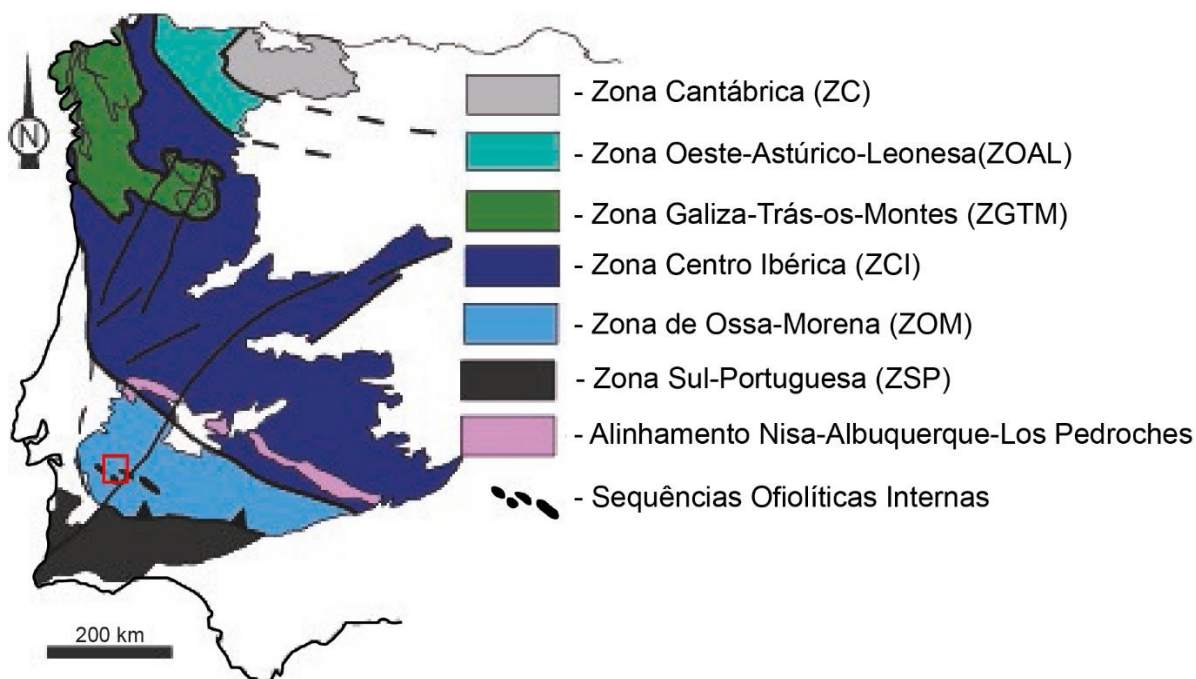 N
- Zona Cantábrica (ZC)
- Zona Oeste-Astúrico-Leonesa(ZOAL)
- Zona Galiza-Trás-os-Montes (ZGTM)
- Zona Centro Ibérica (ZCI)
- Zona de Ossa-Morena (ZOM)
- Zona Sul-Portuguesa (ZSP)
- Alinhamento Nisa-Albuquerque-Los Pedroches
- Sequências Ofiolíticas Internas
200 km